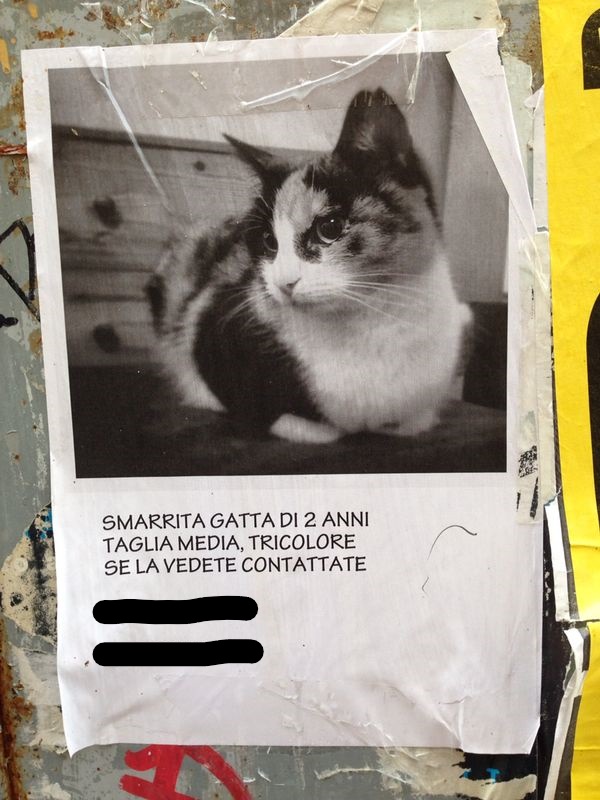 SMARRITA GATTA DI 2 ANNI
TAGLIA MEDIA, TRICOLORE
SE LA VEDETE CONTATTATE